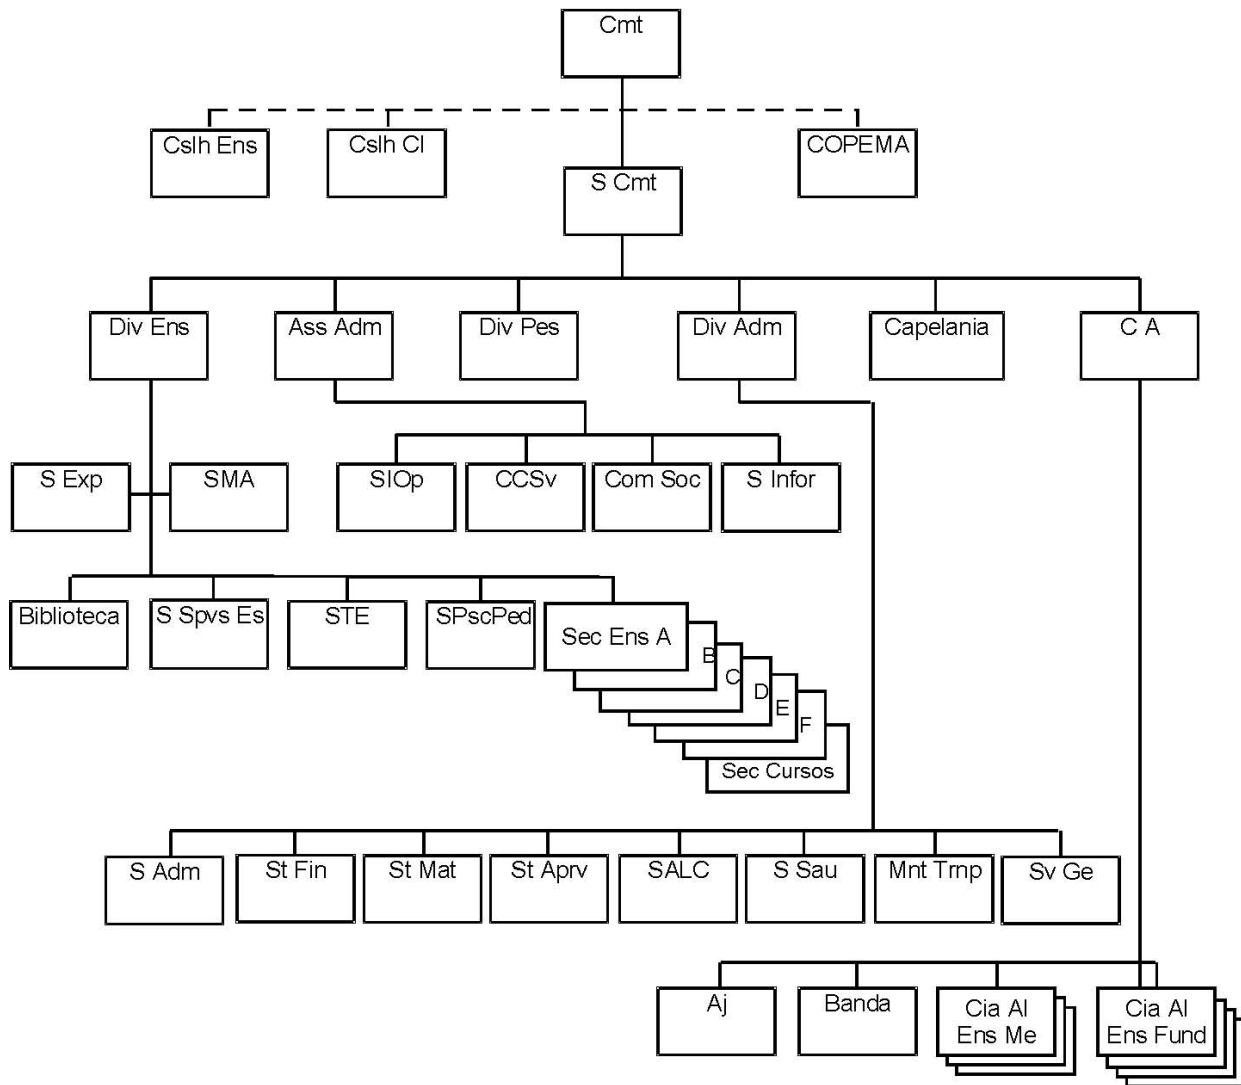 Cmt
Cslh Ens
Cslh Cl
COPEMA
S Cmt
Div Ens
Ass Adm
Div Pes
Div Adm
Capelania
C A
S Exp
SMA
SIOp
CCSv
Com Soc
S Infor
Biblioteca
S Spvs Es
STE
SPscPed
Sec Ens A
B
C
D
E
F
Sec Cursos
S Adm
St Fin
St Mat
St Aprv
SALC
S Sau
Mnt Trnp
Sv Ge
Aj
Banda
Cia Al
Ens Me
Cia Al
Ens Fund